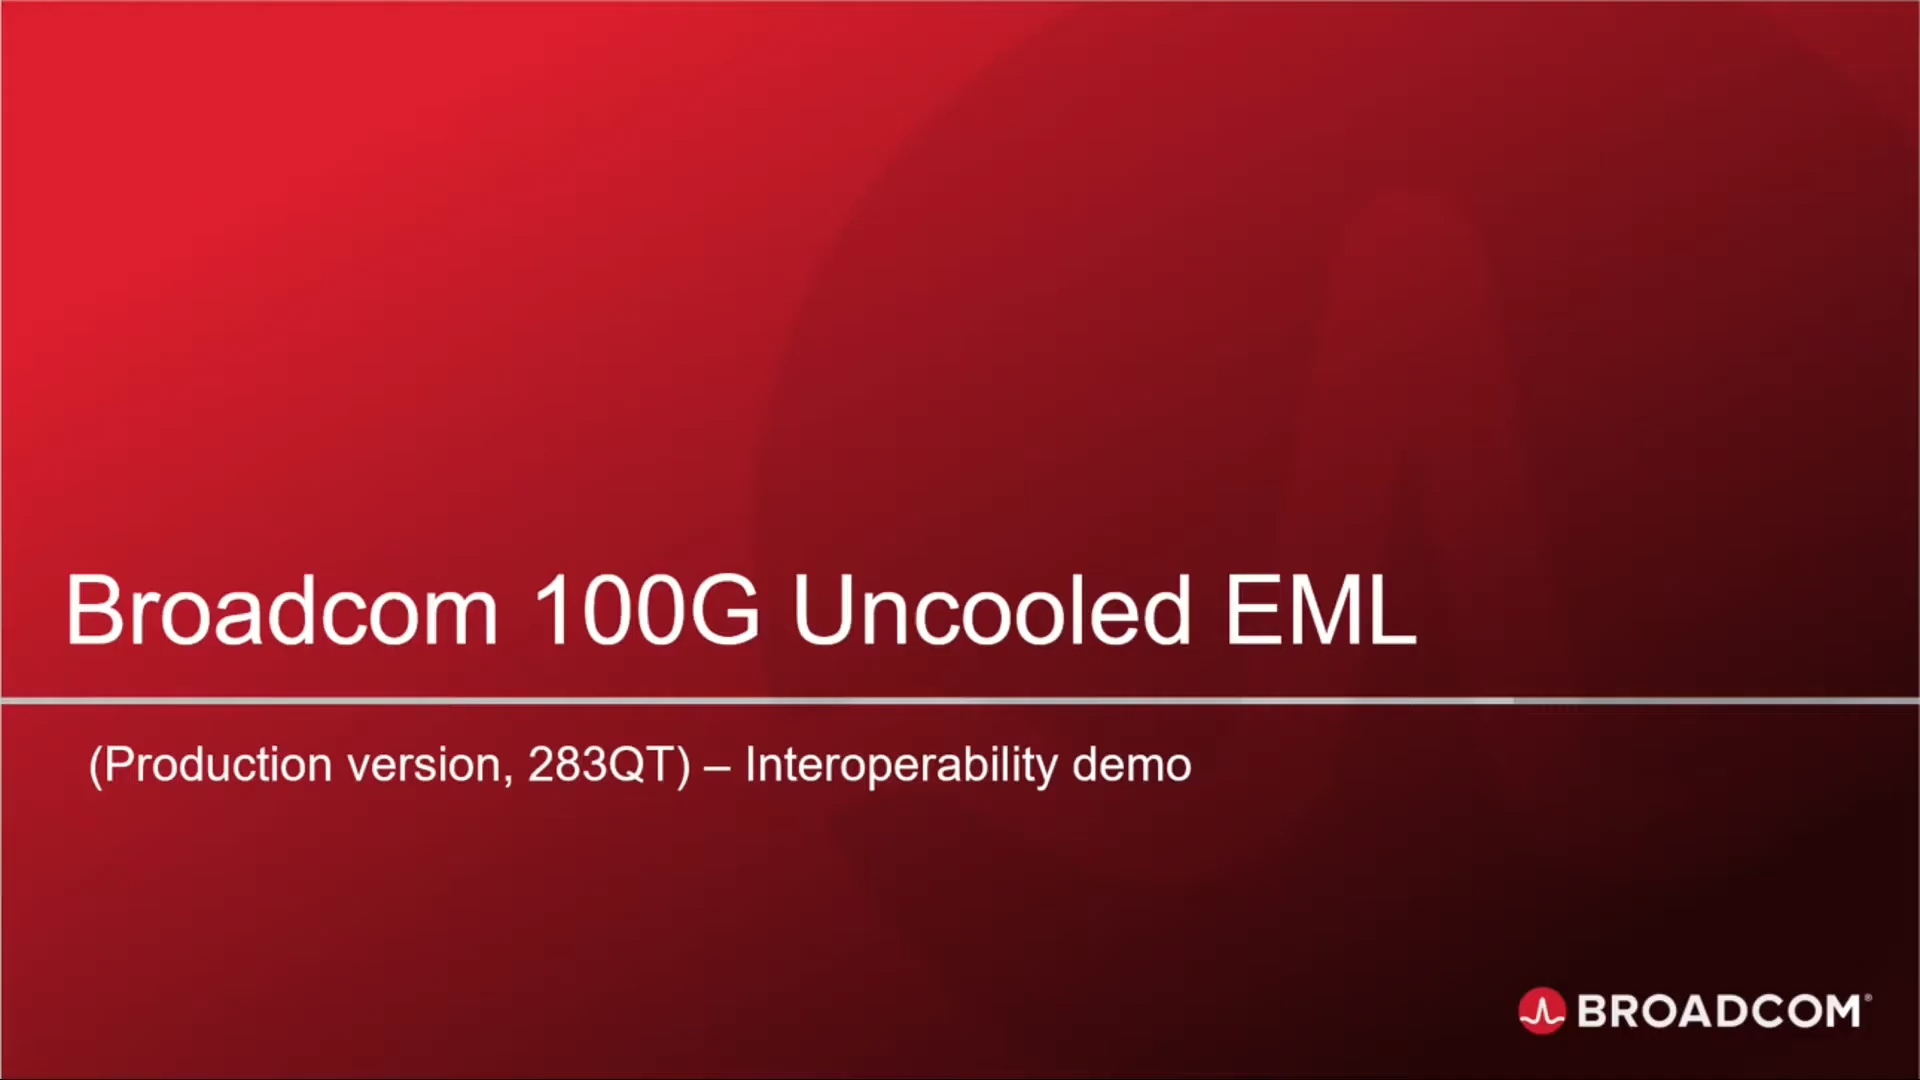 Broadcom 100G Uncooled EML
(Production version, 283QT) – Interoperability demo
BROADCOM®